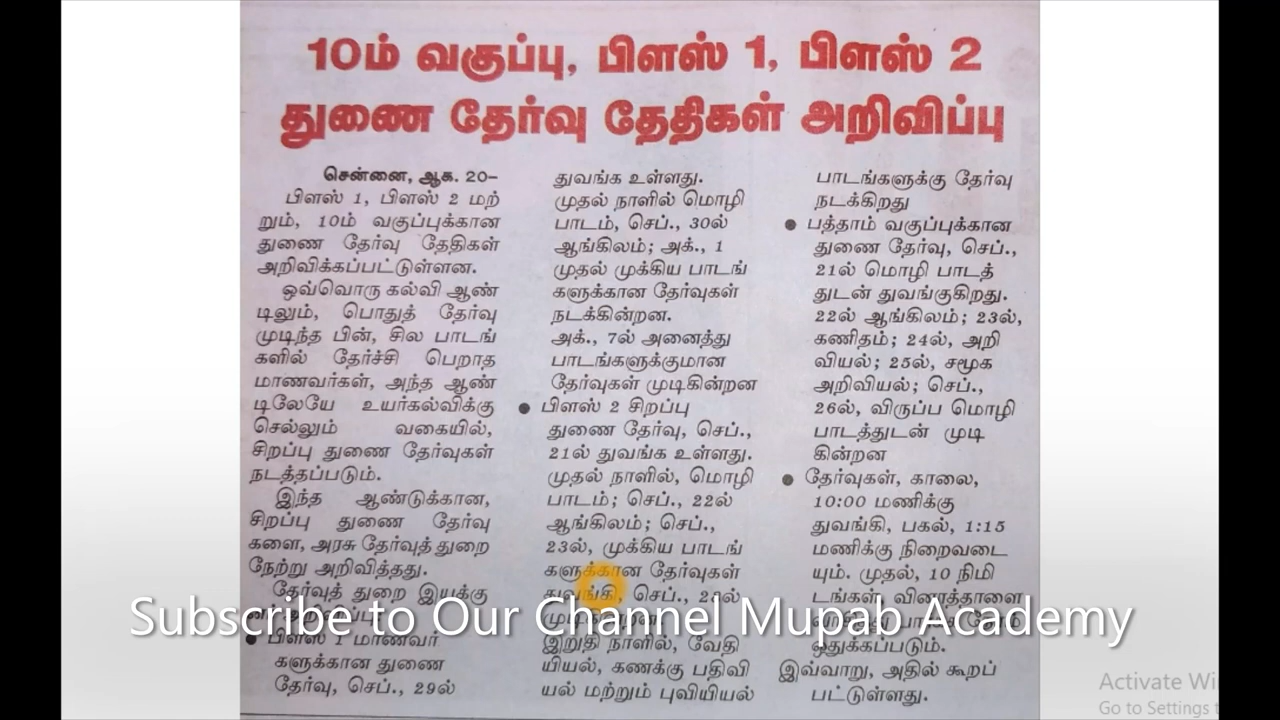 10ம் வகுப்பு, பிளஸ் 1, பிளஸ் 2
துணை தேர்வு தேதிகள் அறிவிப்பு
சென்னை, ஆக. 20–
பிளஸ் 1, பிளஸ் 2 மற்
றும், 10ம் வகுப்புக்கான
துணை தேர்வு தேதிகள்
அறிவிக்கப்பட்டுள்ளன.
ஒவ்வொரு கல்வி ஆண்
டிலும், பொதுத் தேர்வு
முடிந்த பின், சில பாடங்
களில் தேர்ச்சி பெறாத
மாணவர்கள், அந்த ஆண்
டிலேயே உயர்கல்விக்கு
செல்லும் வகையில்,
சிறப்பு துணை தேர்வுகள்
நடத்தப்படும்.
இந்த ஆண்டுக்கான,
சிறப்பு துணை தேர்வு
களை, அரசு தேர்வுத் துறை
நேற்று அறிவித்தது.
தேர்வுத் துறை இயக்கு
● பிளஸ் 1 மாணவர்
களுக்கான துணை
தேர்வு, செப்., 29ல்
துவங்க உள்ளது.
முதல் நாளில் மொழி
பாடம், செப்., 30ல்
ஆங்கிலம்; அக்., 1
முதல் முக்கிய பாடங்
களுக்கான தேர்வுகள்
நடக்கின்றன.
அக்., 7ல் அனைத்து
பாடங்களுக்குமான
தேர்வுகள் முடிகின்றன
● பிளஸ் 2 சிறப்பு
துணை தேர்வு, செப்.,
21ல் துவங்க உள்ளது.
முதல் நாளில், மொழி
பாடம்; செப்., 22ல்
ஆங்கிலம்; செப்.,
23ல், முக்கிய பாடங்
களுக்கான தேர்வுகள்
துவங்கி, செப்.,
முடிகின்றன.
இறுதி நாளில், வேதி
யியல், கணக்கு பதிவி
யல் மற்றும் புவியியல்
பாடங்களுக்கு தேர்வு
நடக்கிறது
● பத்தாம் வகுப்புக்கான
துணை தேர்வு, செப்.,
21ல் மொழி பாடத்
துடன் துவங்குகிறது.
22ல் ஆங்கிலம்; 23ல்,
கணிதம்; 24ல், அறி
வியல்; 25ல், சமூக
அறிவியல்; செப்.,
26ல், விருப்ப மொழி
பாடத்துடன் முடி
கின்றன
● தேர்வுகள், காலை,
10:00 மணிக்கு
துவங்கி, பகல், 1:15
மணிக்கு நிறைவடை
யும். முதல், 10 நிமி
டங்கள் வினாத்தாளை
ஒதுக்கப்படும்.
இவ்வாறு, அதில் கூறப்
பட்டுள்ளது.
Subscribe to Our Channel Mupab Academy
Activate Wi
Go to Settings t